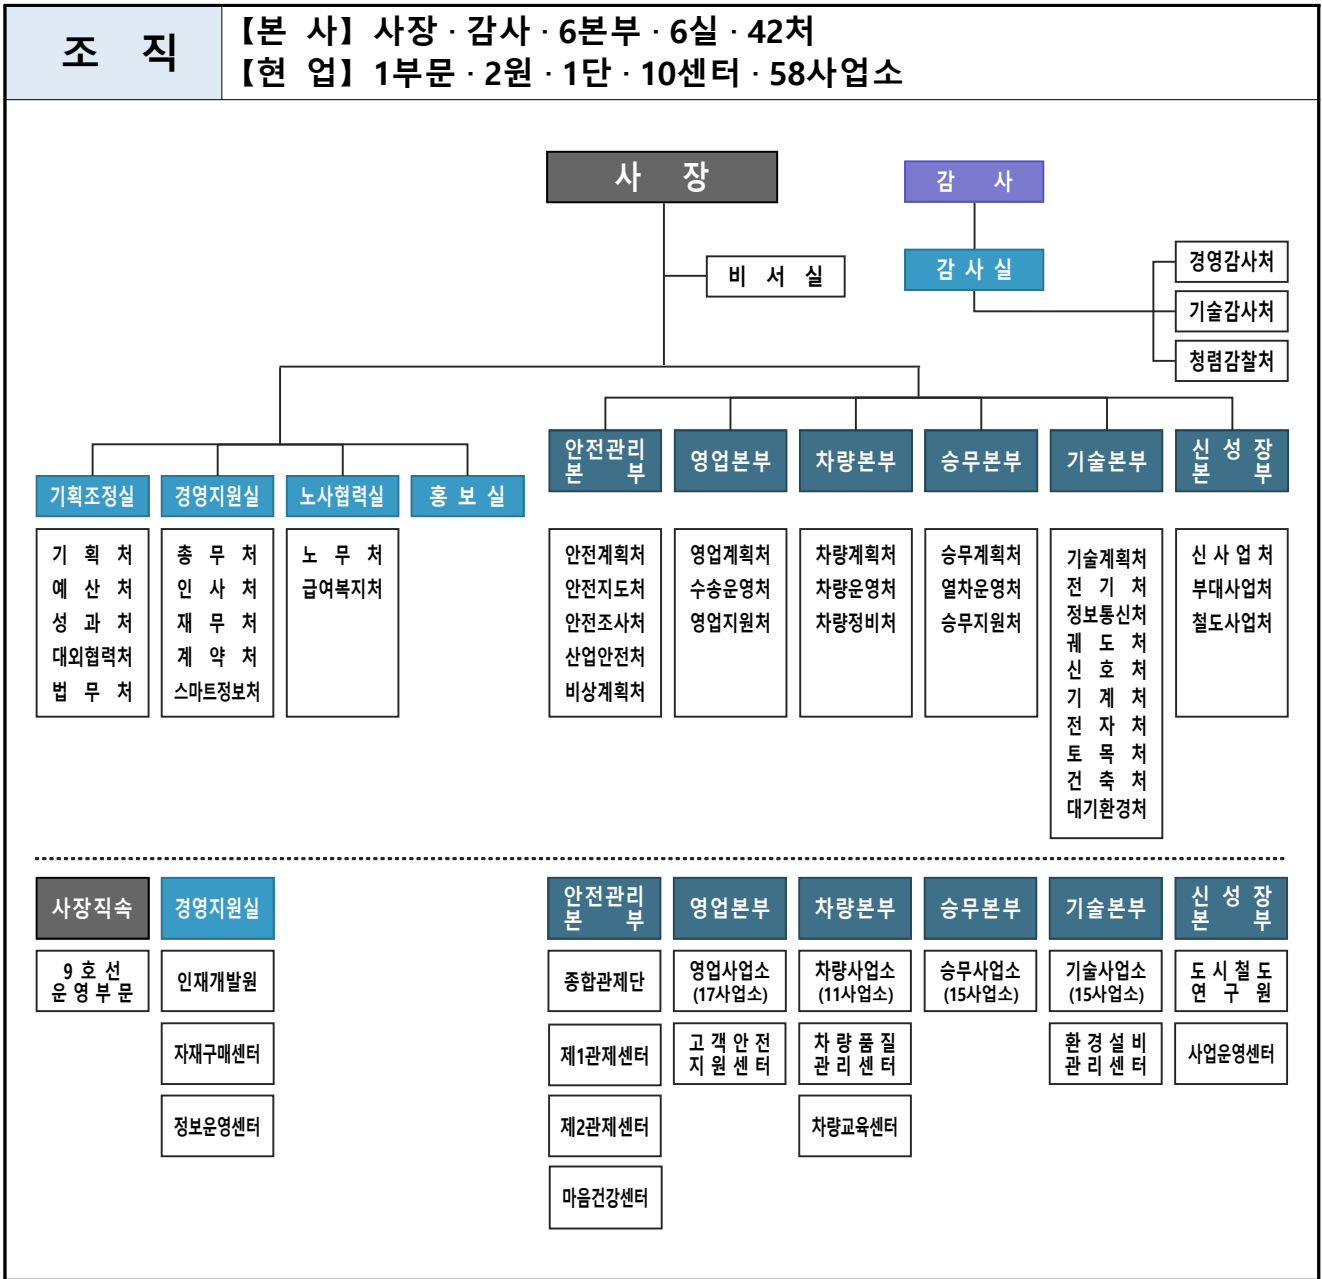 조 직
【본 사】 사장 · 감사 · 6본부 · 6실 · 42처
【현 업】 1부문 · 2원 · 1단 · 10센터 · 58사업소
사 장
감 사
비 서 실
감 사 실
경영감사처
기술감사처
청렴감찰처
기획조정실
경영지원실
노사협력실
홍 보 실
안전관리
본 부
영업본부
차량본부
승무본부
기술본부
신 성 장
본 부
기 획 처
예 산 처
성 과 처
대외협력처
법 무 처
총 무 처
인 사 처
재 무 처
계 약 처
스마트정보처
노 무 처
급여복지처
안전계획처
안전지도처
안전조사처
산업안전처
비상계획처
영업계획처
수송운영처
영업지원처
차량계획처
차량운영처
차량정비처
승무계획처
열차운영처
승무지원처
기술계획처
전 기 처
정보통신처
궤 도 처
신 호 처
기 계 처
전 자 처
토 목 처
건 축 처
대기환경처
신 사 업 처
부대사업처
철도사업처
사장직속
경영지원실
안전관리
본 부
영업본부
차량본부
승무본부
기술본부
신 성 장
본 부
9 호 선
운 영 부 문
인재개발원
자재구매센터
정보운영센터
종합관제단
제1관제센터
제2관제센터
마음건강센터
영업사업소
(17사업소)
고 객 안 전
지 원 센 터
차량사업소
(11사업소)
차 량 품 질
관 리 센 터
차량교육센터
승무사업소
(15사업소)
기술사업소
(15사업소)
환 경 설 비
관 리 센 터
도 시 철 도
연 구 원
사업운영센터